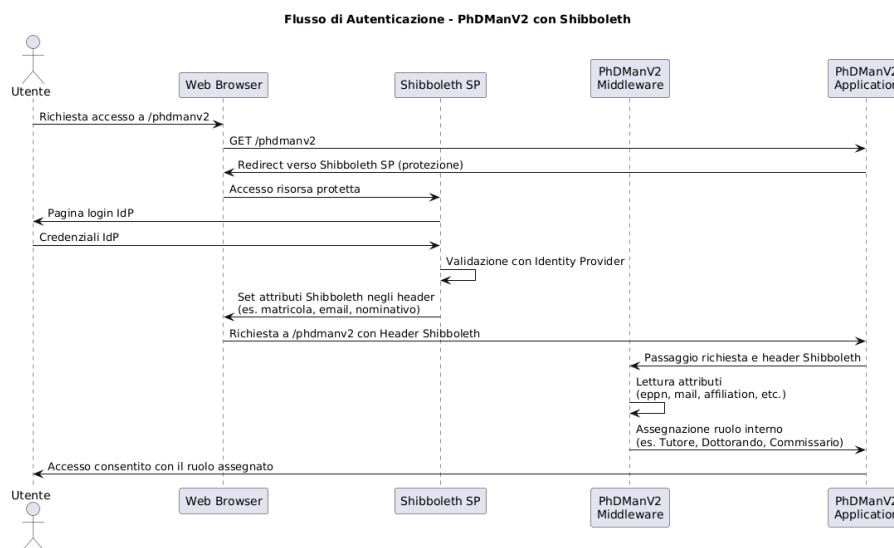 Flusso di Autenticazione - PhDManV2 con Shibboleth
Utente
Web Browser
Shibboleth SP
PhDManV2
Middleware
PhDManV2
Application
Richiesta accesso a /phdmanv2
GET /phdmanv2
Redirect verso Shibboleth SP (protezione)
Accesso risorsa protetta
Pagina login IdP
Credenziali IdP
Validazione con Identity Provider
Set attributi Shibboleth negli header
(es. matricola, email, nominativo)
Richiesta a /phdmanv2 con Header Shibboleth
Passaggio richiesta e header Shibboleth
Lettura attributi
(eppn, mail, affiliation, etc.)
Assegnazione ruolo interno
(es. Tutore, Dottorando, Commissario)
Accesso consentito con il ruolo assegnato
Utente
Web Browser
Shibboleth SP
PhDManV2
Middleware
PhDManV2
Application